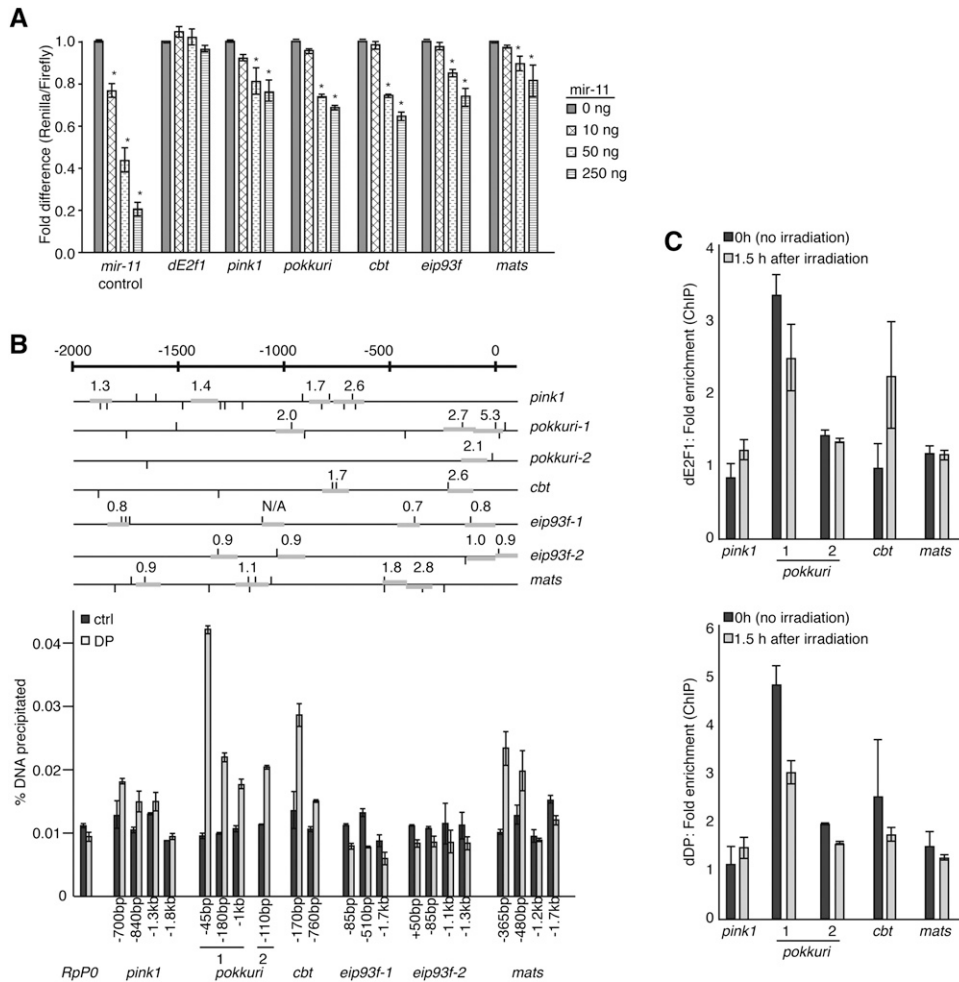 A
Fold difference (Renilla/Firefly)
1.0
0.8
0.6
0.4
0.2
0.0
* * *
* *
* *
* *
* *
* *
mir-11 control
dE2f1
pink1
pokkuri
cbt
eip93f
mats
mir-11
0 ng
10 ng
50 ng
250 ng
B
-2000 -1500 -1000 -500 0
1.3 1.4 1.7 2.6 pink1
2.0 2.7 5.3 pokkuri-1
2.1 pokkuri-2
1.7 2.6 cbt
0.8 N/A 0.7 0.8 eip93f-1
0.9 0.9 1.0 0.9 eip93f-2
0.9 1.1 1.8 2.8 mats
ctrl
DP
% DNA precipitated
0.04
0.03
0.02
0.01
0
-700bp
-840bp
-1.3kb
-1.8kb
-45bp
-180bp
-1kb
-110bp
-170bp
-760bp
-85bp
-510bp
-1.7kb
+50bp
-85bp
-1.1kb
-1.3kb
-365bp
-480bp
-1.2kb
-1.7kb
1 2
RpP0 pink1 pokkuri cbt eip93f-1 eip93f-2 mats
C
dE2F1: Fold enrichment (ChIP)
4
3
2
1
0
0h (no irradiation)
1.5 h after irradiation
pink1 1 2 cbt mats
pokkuri
dDP: Fold enrichment (ChIP)
6
5
4
3
2
1
0
0h (no irradiation)
1.5 h after irradiation
pink1 1 2 cbt mats
pokkuri